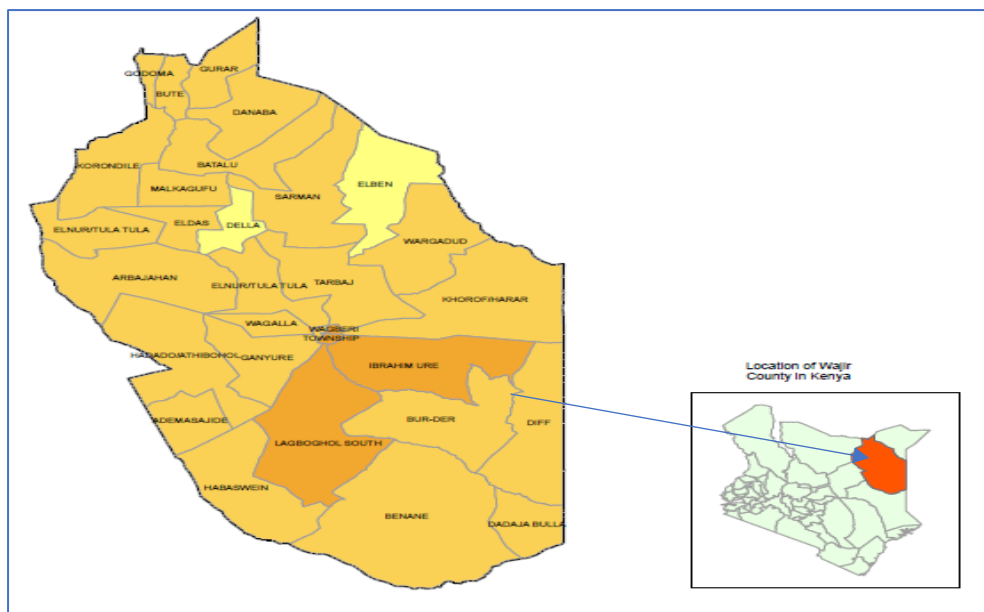 GODOMA
GURAR
BUTE
DANABA
KORONDILE
BATALU
MALKAGUFU
ELBEN
SARMAN
ELNUR/TULA TULA
ELDAS
DELLA
WARGADUD
ARBAJAHAN
ELNUR/TULA TULA
TARBAJ
KHOROF/HARAR
WAGALLA
WAGBERI
TOWNSHIP
HADADO/ATHIBOHOL
GANYURE
IBRAHIM URE
ADEMASAJIDE
BUR-DER
DIFF
LAGBOGHOL SOUTH
HABASWEIN
BENANE
DADAJA BULLA
Location of Wajir
County in Kenya